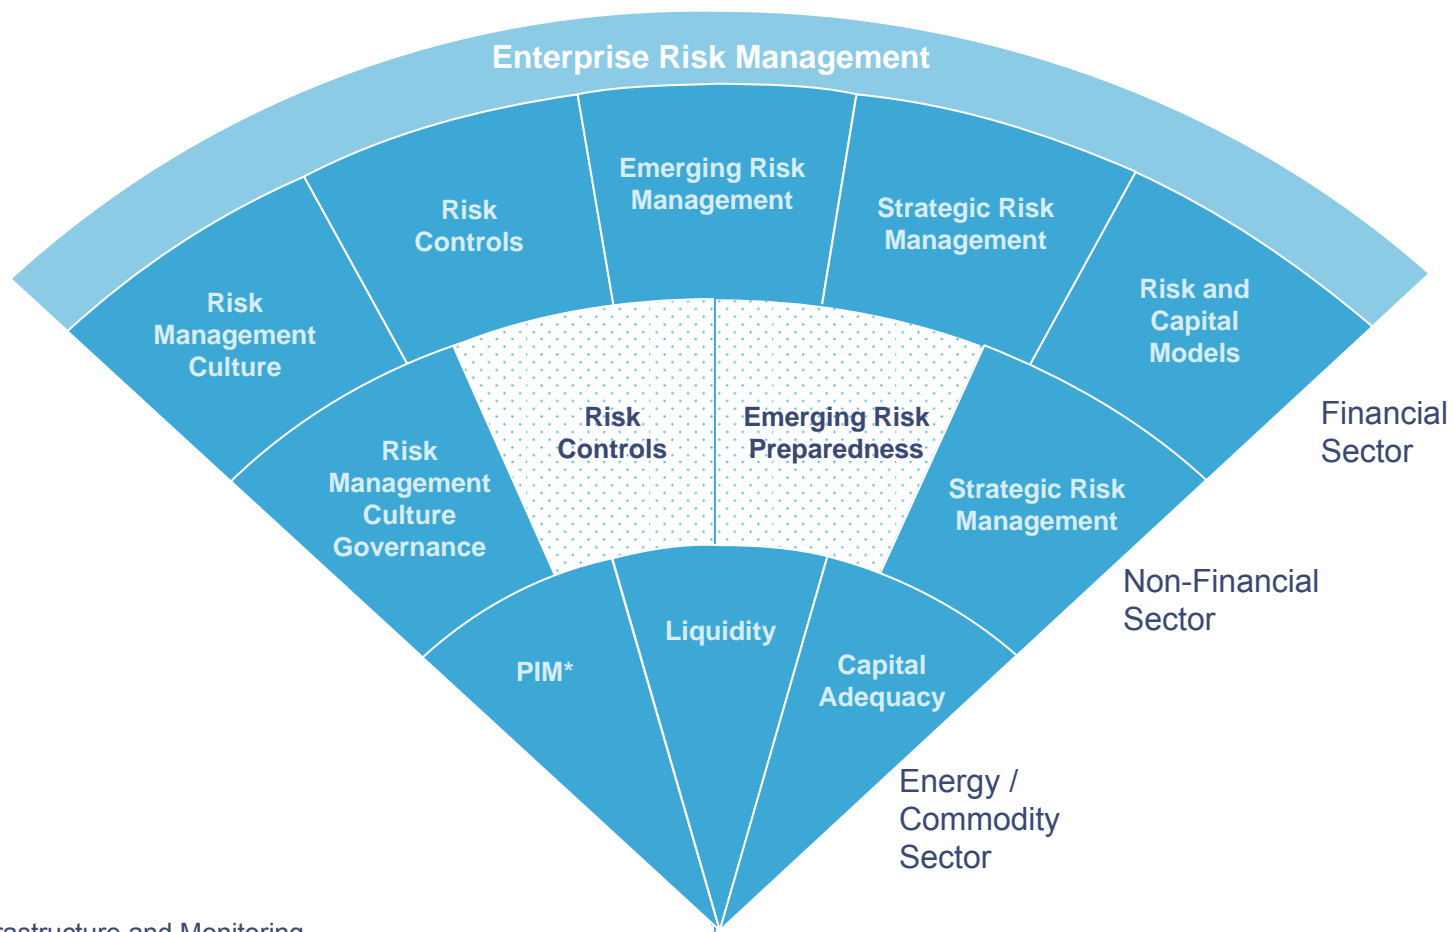 Enterprise Risk Management
Risk
Management
Culture
Risk
Controls
Emerging Risk
Management
Strategic Risk
Management
Risk and
Capital
Models
Financial
Sector
Risk
Management
Culture
Governance
Risk
Controls
Emerging Risk
Preparedness
Strategic Risk
Management
Non-Financial
Sector
PIM*
Liquidity
Capital
Adequacy
Energy /
Commodity
Sector
and Monitoring